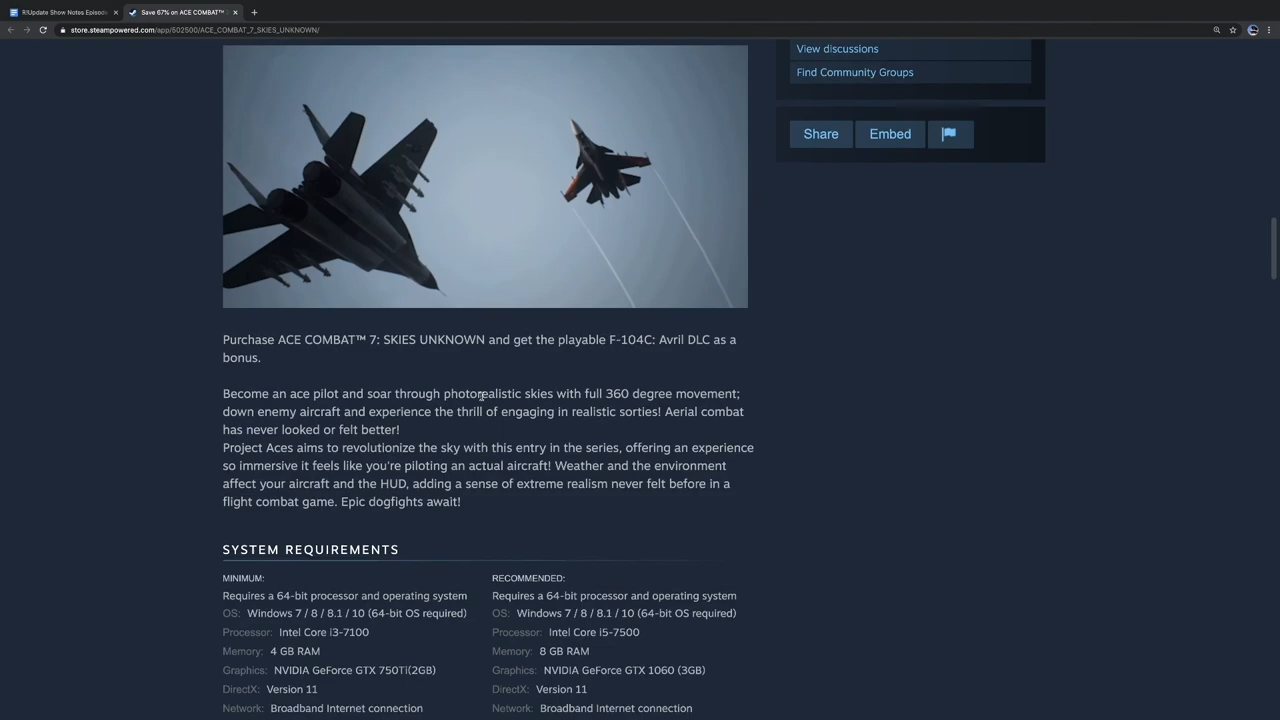 R!Update Show Notes Episode
Save 67% on ACE COMBAT™
store.steampowered.com/app/502500/ACE_COMBAT_7_SKIES_UNKNOWN/
View discussions
Find Community Groups
Share Embed
Purchase ACE COMBAT™ 7: SKIES UNKNOWN and get the playable F-104C: Avril DLC as a
bonus.
Become an ace pilot and soar through photorealistic skies with full 360 degree movement;
down enemy aircraft and experience the thrill of engaging in realistic sorties! Aerial combat
has never looked or felt better!
Project Aces aims to revolutionize the sky with this entry in the series, offering an experience
so immersive it feels like you're piloting an actual aircraft! Weather and the environment
affect your aircraft and the HUD, adding a sense of extreme realism never felt before in a
flight combat game. Epic dogfights await!
SYSTEM REQUIREMENTS
MINIMUM:
Requires a 64-bit processor and operating system
OS: Windows 7 / 8 / 8.1 / 10 (64-bit OS required)
Processor: Intel Core i3-7100
Memory: 4 GB RAM
Graphics: NVIDIA GeForce GTX 750Ti(2GB)
DirectX: Version 11
Network: Broadband Internet connection
RECOMMENDED:
Requires a 64-bit processor and operating system
OS: Windows 7 / 8 / 8.1 / 10 (64-bit OS required)
Processor: Intel Core i5-7500
Memory: 8 GB RAM
Graphics: NVIDIA GeForce GTX 1060 (3GB)
DirectX: Version 11
Network: Broadband Internet connection